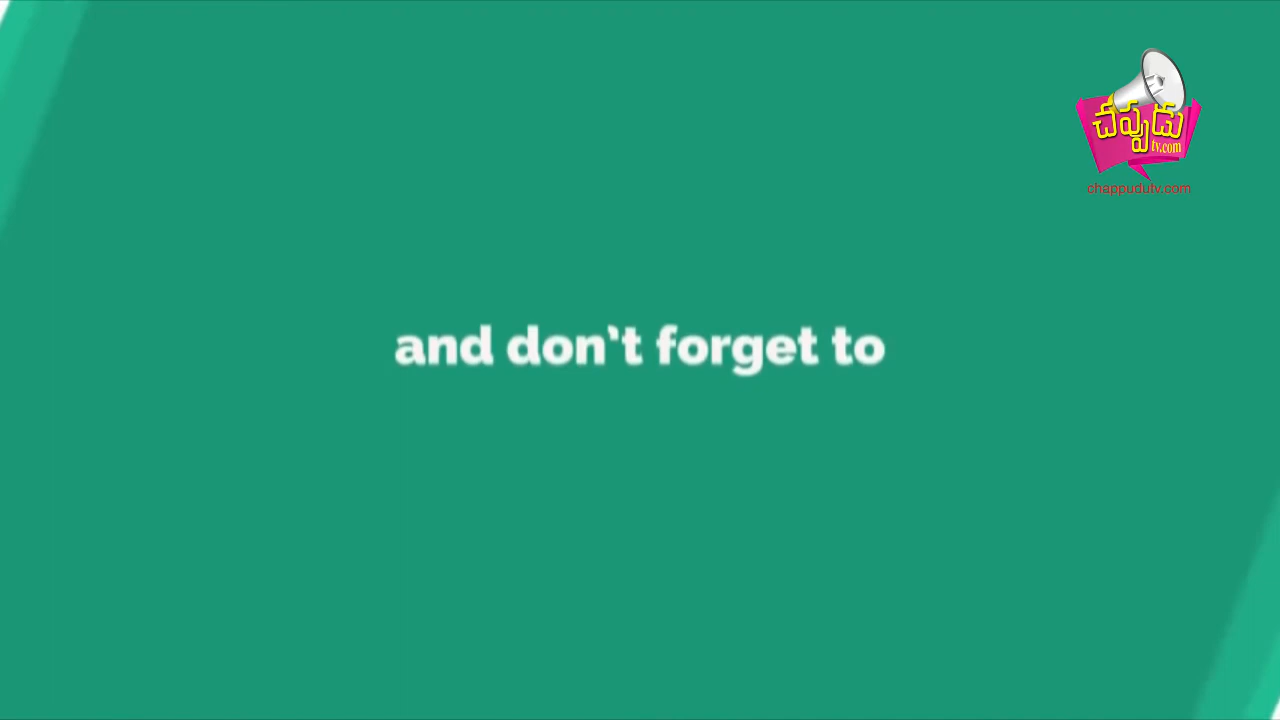 చప్పుడు
tv.com
chappudutv.com
and don't forget to